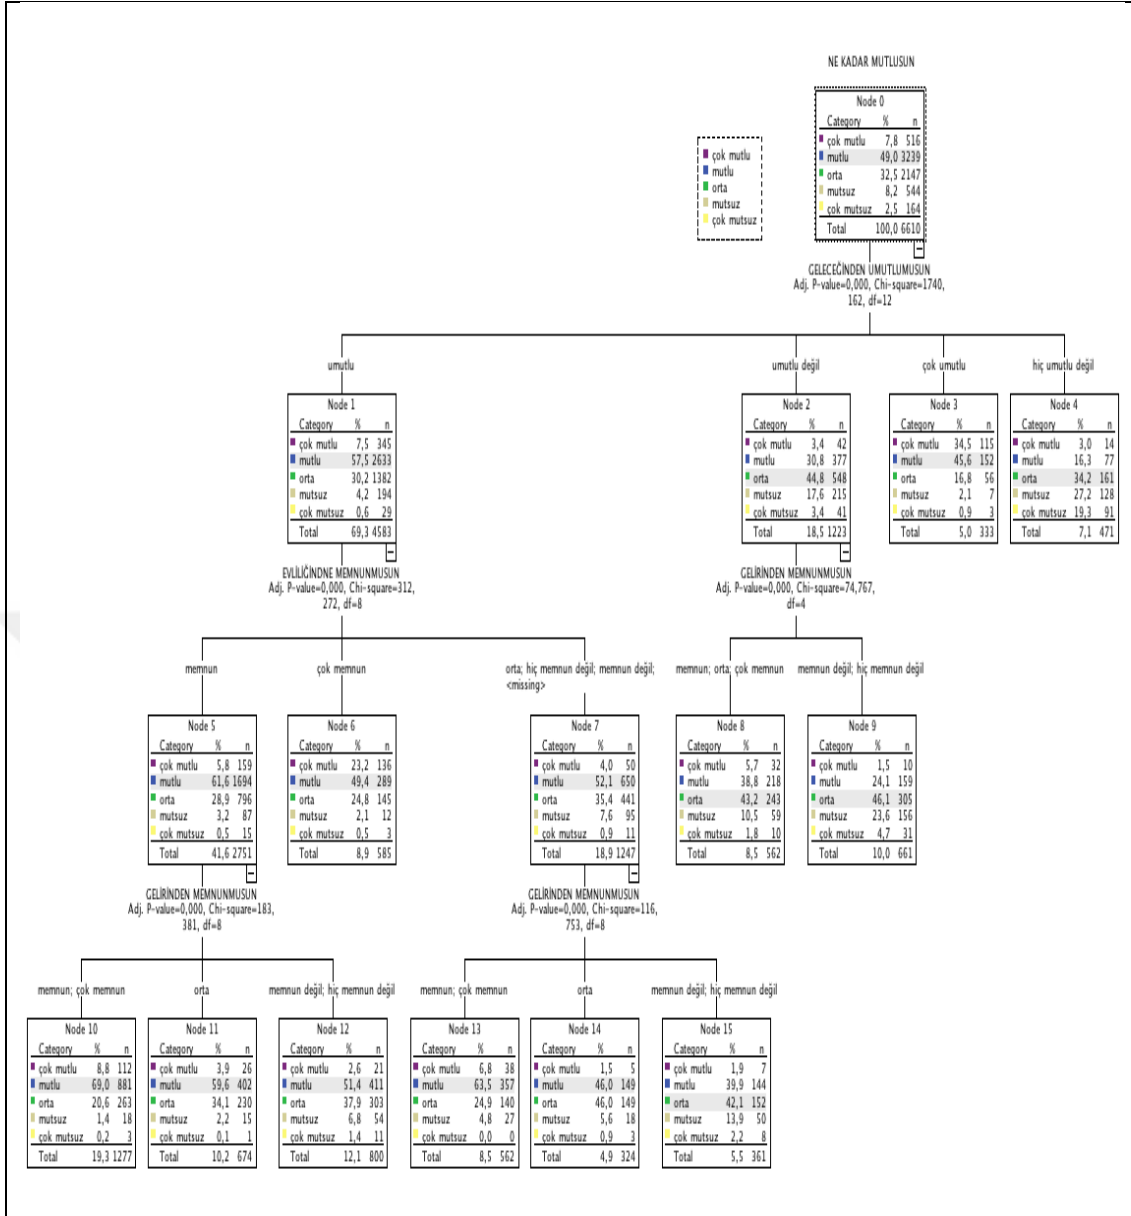 NE KADAR MUTLUSUN
Node 0
Category % n
çok mutlu 7,8 516
mutlu 49,0 3239
orta 32,5 2147
mutsuz 8,2 544
çok mutsuz 2,5 164
Total 100,0 6610
çok mutlu
mutlu
orta
mutsuz
çok mutsuz
GELECEĞİNDEN UMUTLUMUSUN
Adj. P-value=0,000, Chi-square=1740,
162, df=12
umutlu
umutlu değil
çok umutlu
hiç umutlu değil
Node 1
Category % n
çok mutlu 7,5 345
mutlu 57,5 2633
orta 30,2 1382
mutsuz 4,2 194
çok mutsuz 0,6 29
Total 69,3 4583
Node 2
Category % n
çok mutlu 3,4 42
mutlu 30,8 377
orta 44,8 548
mutsuz 17,6 215
çok mutsuz 3,4 41
Total 18,5 1223
Node 3
Category % n
çok mutlu 34,5 115
mutlu 45,6 152
orta 16,8 56
mutsuz 2,1 7
çok mutsuz 0,9 3
Total 5,0 333
Node 4
Category % n
çok mutlu 3,0 14
mutlu 16,3 77
orta 34,2 161
mutsuz 27,2 128
çok mutsuz 19,3 91
Total 7,1 471
EVLİLİĞİNDNE MEMNUNMUSUN
Adj. P-value=0,000, Chi-square=312,
272, df=8
GELİRİNDEN MEMNUNMUSUN
Adj. P-value=0,000, Chi-square=74,767,
df=4
memnun
çok memnun
orta; hiç memnun değil; memnun değil;
<missing>
memnun; orta; çok memnun
memnun değil; hiç memnun değil
Node 5
Category % n
çok mutlu 5,8 159
mutlu 61,6 1694
orta 28,9 796
mutsuz 3,2 87
çok mutsuz 0,5 15
Total 41,6 2751
Node 6
Category % n
çok mutlu 23,2 136
mutlu 49,4 289
orta 24,8 145
mutsuz 2,1 12
çok mutsuz 0,5 3
Total 8,9 585
Node 7
Category % n
çok mutlu 4,0 50
mutlu 52,1 650
orta 35,4 441
mutsuz 7,6 95
çok mutsuz 0,9 11
Total 18,9 1247
Node 8
Category % n
çok mutlu 5,7 32
mutlu 38,8 218
orta 43,2 243
mutsuz 10,5 59
çok mutsuz 1,8 10
Total 8,5 562
Node 9
Category % n
çok mutlu 1,5 10
mutlu 24,1 159
orta 46,1 305
mutsuz 23,6 156
çok mutsuz 4,7 31
Total 10,0 661
GELİRİNDEN MEMNUNMUSUN
Adj. P-value=0,000, Chi-square=183,
381, df=8
GELİRİNDEN MEMNUNMUSUN
Adj. P-value=0,000, Chi-square=116,
753, df=8
memnun; çok memnun
orta
memnun değil; hiç memnun değil
memnun; çok memnun
orta
memnun değil; hiç memnun değil
Node 10
Category % n
çok mutlu 8,8 112
mutlu 69,0 881
orta 20,6 263
mutsuz 1,4 18
çok mutsuz 0,2 3
Total 19,3 1277
Node 11
Category % n
çok mutlu 3,9 26
mutlu 59,6 402
orta 34,1 230
mutsuz 2,2 15
çok mutsuz 0,1 1
Total 10,2 674
Node 12
Category % n
çok mutlu 2,6 21
mutlu 51,4 411
orta 37,9 303
mutsuz 6,8 54
çok mutsuz 1,4 11
Total 12,1 800
Node 13
Category % n
çok mutlu 6,8 38
mutlu 63,5 357
orta 24,9 140
mutsuz 4,8 27
çok mutsuz 0,0 0
Total 8,5 562
Node 14
Category % n
çok mutlu 1,5 5
mutlu 46,0 149
orta 46,0 149
mutsuz 5,6 18
çok mutsuz 0,9 3
Total 4,9 324
Node 15
Category % n
çok mutlu 1,9 7
mutlu 39,9 144
orta 42,1 152
mutsuz 13,9 50
çok mutsuz 2,2 8
Total 5,5 361